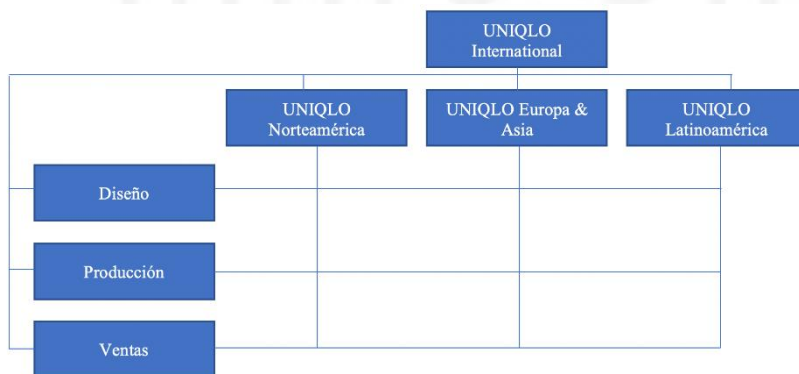 UNIQLO
International
UNIQLO
Norteamérica
UNIQLO Europa &
Asia
UNIQLO
Latinoamérica
Diseño
Producción
Ventas